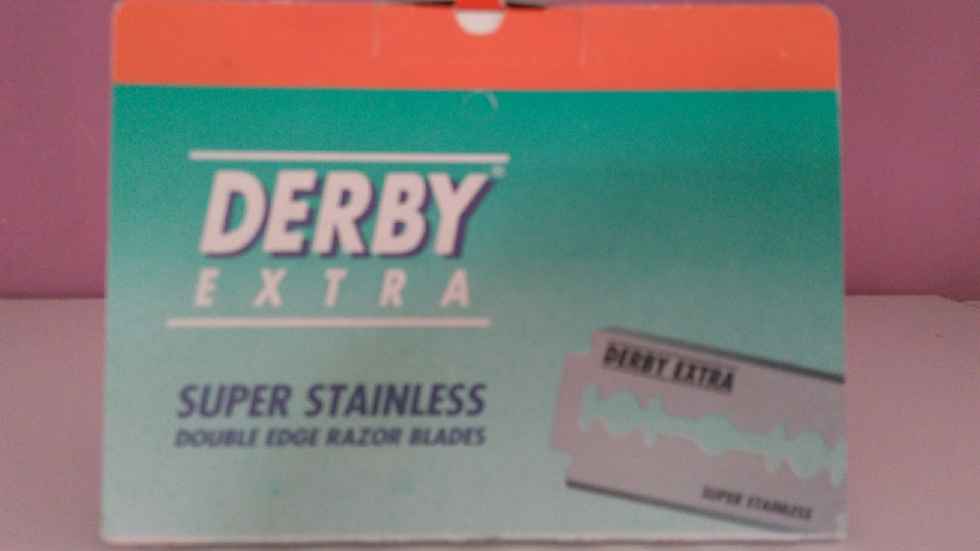 DERBY
EXTRA
SUPER STAINLESS
DOUBLE EDGE RAZOR BLADES
DERBY EXTRA
SUPER STAINLESS